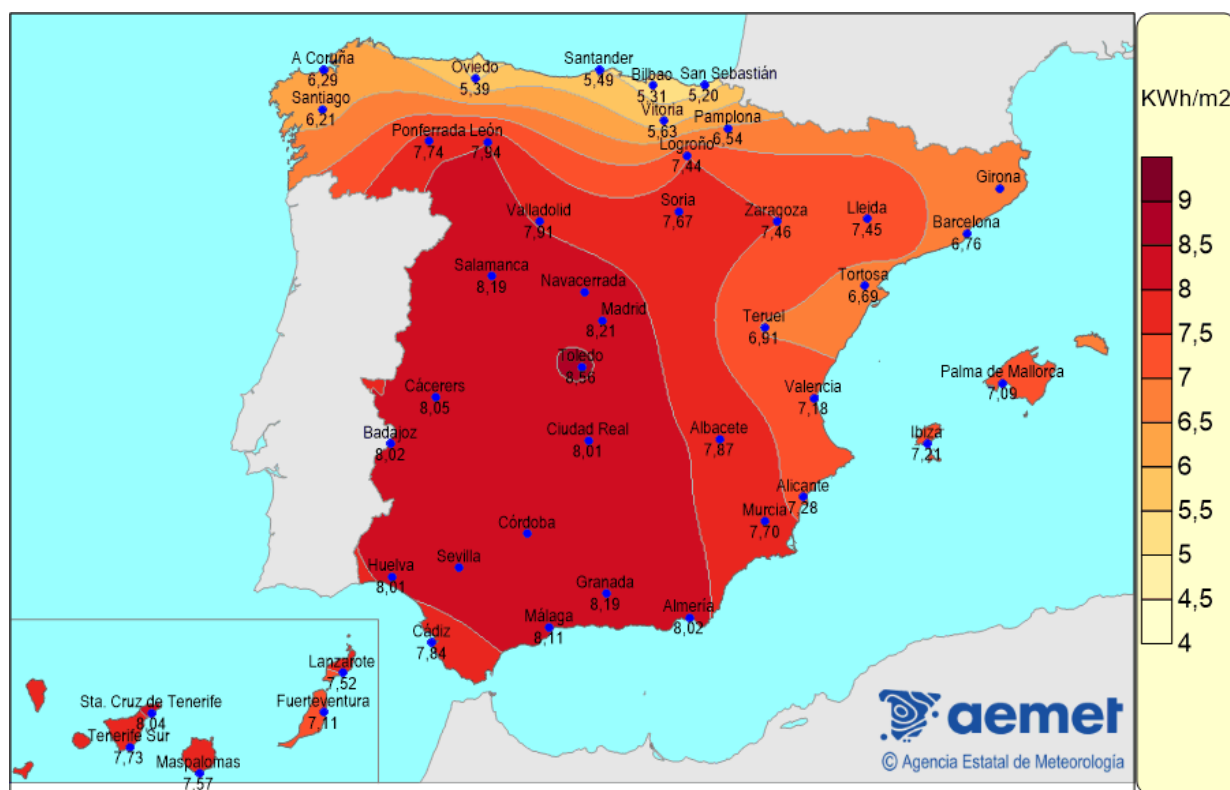 A Coruña
6,29
Oviedo
5,39
Santander
5,49
Bilbao
5,31
San Sebastián
5,20
KWh/m2
Santiago
6,21
Vitoria
5,63
Pamplona
6,54
Ponferrada
7,74
León
7,94
Logroño
7,44
Girona
Valladolid
7,91
Soria
7,67
Zaragoza
7,46
Lleida
7,45
Barcelona
6,76
Salamanca
8,19
Navacerrada
Tortosa
6,69
Madrid
8,21
Teruel
6,91
Toledo
8,56
Cácerers
8,05
Valencia
7,18
Palma de Mallorca
7,09
Badajoz
8,02
Ciudad Real
8,01
Albacete
7,87
Ibiza
7,21
Alicante
7,28
Murcia
7,70
Córdoba
Sevilla
Huelva
8,01
Granada
8,19
Almería
8,02
Málaga
8,11
Cádiz
7,84
Lanzarote
7,52
Sta. Cruz de Tenerife
8,04
Fuerteventura
7,11
Tenerife Sur
7,73
Maspalomas
7,57
9
8,5
8
7,5
7
6,5
6
5,5
5
4,5
4
aemet
© Agencia Estatal de Meteorología